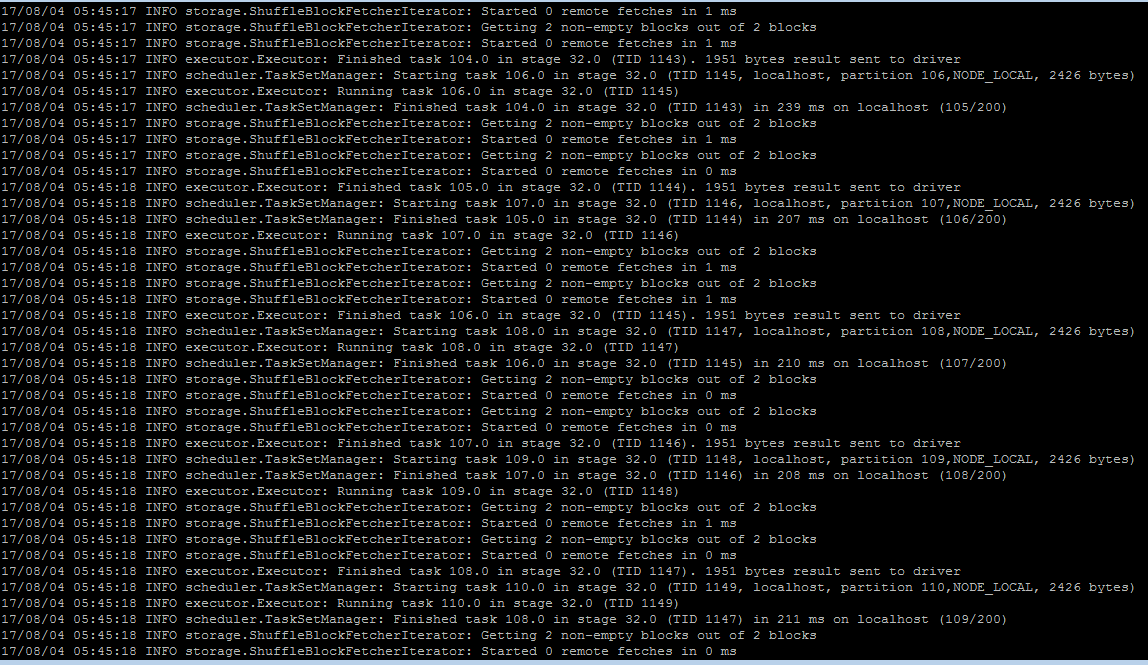 17/08/04 05:45:17 INFO storage.ShuffleBlockFetcherIterator: Started 0 remote fetches in 1 ms
17/08/04 05:45:17 INFO storage.ShuffleBlockFetcherIterator: Getting 2 non-empty blocks out of 2 blocks
17/08/04 05:45:17 INFO storage.ShuffleBlockFetcherIterator: Started 0 remote fetches in 1 ms
17/08/04 05:45:17 INFO executor.Executor: Finished task 104.0 in stage 32.0 (TID 1143). 1951 bytes result sent to driver
17/08/04 05:45:17 INFO scheduler.TaskSetManager: Starting task 106.0 in stage 32.0 (TID 1145, localhost, partition 106,NODE_LOCAL, 2426 bytes)
17/08/04 05:45:17 INFO executor.Executor: Running task 106.0 in stage 32.0 (TID 1145)
17/08/04 05:45:17 INFO scheduler.TaskSetManager: Finished task 104.0 in stage 32.0 (TID 1143) in 239 ms on localhost (105/200)
17/08/04 05:45:17 INFO storage.ShuffleBlockFetcherIterator: Getting 2 non-empty blocks out of 2 blocks
17/08/04 05:45:17 INFO storage.ShuffleBlockFetcherIterator: Started 0 remote fetches in 1 ms
17/08/04 05:45:17 INFO storage.ShuffleBlockFetcherIterator: Getting 2 non-empty blocks out of 2 blocks
17/08/04 05:45:17 INFO storage.ShuffleBlockFetcherIterator: Started 0 remote fetches in 0 ms
17/08/04 05:45:18 INFO executor.Executor: Finished task 105.0 in stage 32.0 (TID 1144). 1951 bytes result sent to driver
17/08/04 05:45:18 INFO scheduler.TaskSetManager: Starting task 107.0 in stage 32.0 (TID 1146, localhost, partition 107,NODE_LOCAL, 2426 bytes)
17/08/04 05:45:18 INFO scheduler.TaskSetManager: Finished task 105.0 in stage 32.0 (TID 1144) in 207 ms on localhost (106/200)
17/08/04 05:45:18 INFO executor.Executor: Running task 107.0 in stage 32.0 (TID 1146)
17/08/04 05:45:18 INFO storage.ShuffleBlockFetcherIterator: Getting 2 non-empty blocks out of 2 blocks
17/08/04 05:45:18 INFO storage.ShuffleBlockFetcherIterator: Started 0 remote fetches in 1 ms
17/08/04 05:45:18 INFO storage.ShuffleBlockFetcherIterator: Getting 2 non-empty blocks out of 2 blocks
17/08/04 05:45:18 INFO storage.ShuffleBlockFetcherIterator: Started 0 remote fetches in 1 ms
17/08/04 05:45:18 INFO executor.Executor: Finished task 106.0 in stage 32.0 (TID 1145). 1951 bytes result sent to driver
17/08/04 05:45:18 INFO scheduler.TaskSetManager: Starting task 108.0 in stage 32.0 (TID 1147, localhost, partition 108,NODE_LOCAL, 2426 bytes)
17/08/04 05:45:18 INFO executor.Executor: Running task 108.0 in stage 32.0 (TID 1147)
17/08/04 05:45:18 INFO scheduler.TaskSetManager: Finished task 106.0 in stage 32.0 (TID 1145) in 210 ms on localhost (107/200)
17/08/04 05:45:18 INFO storage.ShuffleBlockFetcherIterator: Getting 2 non-empty blocks out of 2 blocks
17/08/04 05:45:18 INFO storage.ShuffleBlockFetcherIterator: Started 0 remote fetches in 0 ms
17/08/04 05:45:18 INFO storage.ShuffleBlockFetcherIterator: Getting 2 non-empty blocks out of 2 blocks
17/08/04 05:45:18 INFO storage.ShuffleBlockFetcherIterator: Started 0 remote fetches in 0 ms
17/08/04 05:45:18 INFO executor.Executor: Finished task 107.0 in stage 32.0 (TID 1146). 1951 bytes result sent to driver
17/08/04 05:45:18 INFO scheduler.TaskSetManager: Starting task 109.0 in stage 32.0 (TID 1148, localhost, partition 109,NODE_LOCAL, 2426 bytes)
17/08/04 05:45:18 INFO scheduler.TaskSetManager: Finished task 107.0 in stage 32.0 (TID 1146) in 208 ms on localhost (108/200)
17/08/04 05:45:18 INFO executor.Executor: Running task 109.0 in stage 32.0 (TID 1148)
17/08/04 05:45:18 INFO storage.ShuffleBlockFetcherIterator: Getting 2 non-empty blocks out of 2 blocks
17/08/04 05:45:18 INFO storage.ShuffleBlockFetcherIterator: Started 0 remote fetches in 1 ms
17/08/04 05:45:18 INFO storage.ShuffleBlockFetcherIterator: Getting 2 non-empty blocks out of 2 blocks
17/08/04 05:45:18 INFO storage.ShuffleBlockFetcherIterator: Started 0 remote fetches in 0 ms
17/08/04 05:45:18 INFO executor.Executor: Finished task 108.0 in stage 32.0 (TID 1147). 1951 bytes result sent to driver
17/08/04 05:45:18 INFO scheduler.TaskSetManager: Starting task 110.0 in stage 32.0 (TID 1149, localhost, partition 110,NODE_LOCAL, 2426 bytes)
17/08/04 05:45:18 INFO executor.Executor: Running task 110.0 in stage 32.0 (TID 1149)
17/08/04 05:45:18 INFO scheduler.TaskSetManager: Finished task 108.0 in stage 32.0 (TID 1147) in 211 ms on localhost (109/200)
17/08/04 05:45:18 INFO storage.ShuffleBlockFetcherIterator: Getting 2 non-empty blocks out of 2 blocks
17/08/04 05:45:18 INFO storage.ShuffleBlockFetcherIterator: Started 0 remote fetches in 0 ms